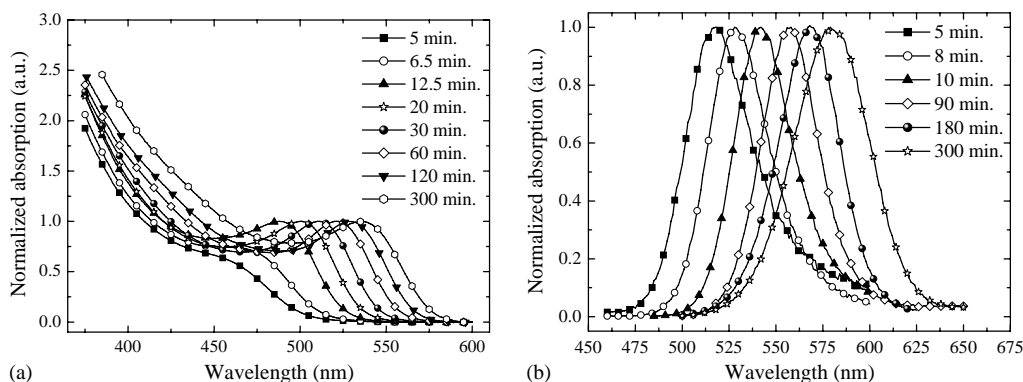 3.0
2.5
2.0
1.5
1.0
0.5
0.0
Normalized absorption (a.u.)
400 450 500 550 600
Wavelength (nm)
5 min.
6.5 min.
12.5 min.
20 min.
30 min.
60 min.
120 min.
300 min.
(a)
1.0
0.8
0.6
0.4
0.2
0.0
Normalized absorption (a.u.)
450 475 500 525 550 575 600 625 650 675
Wavelength (nm)
5 min.
8 min.
10 min.
90 min.
180 min.
300 min.
(b)